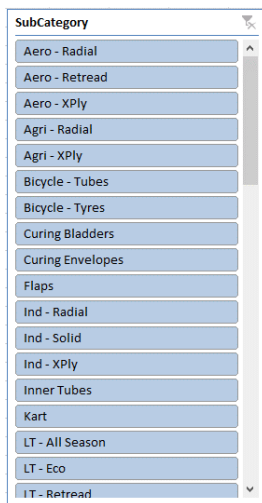 SubCategory
Aero - Radial
Aero - Retread
Aero - XPly
Agri - Radial
Agri - XPly
Bicycle - Tubes
Bicycle - Tyres
Curing Bladders
Curing Envelopes
Flaps
Ind - Radial
Ind - Solid
Ind - XPly
Inner Tubes
Kart
LT - All Season
LT - Eco
LT - Retread